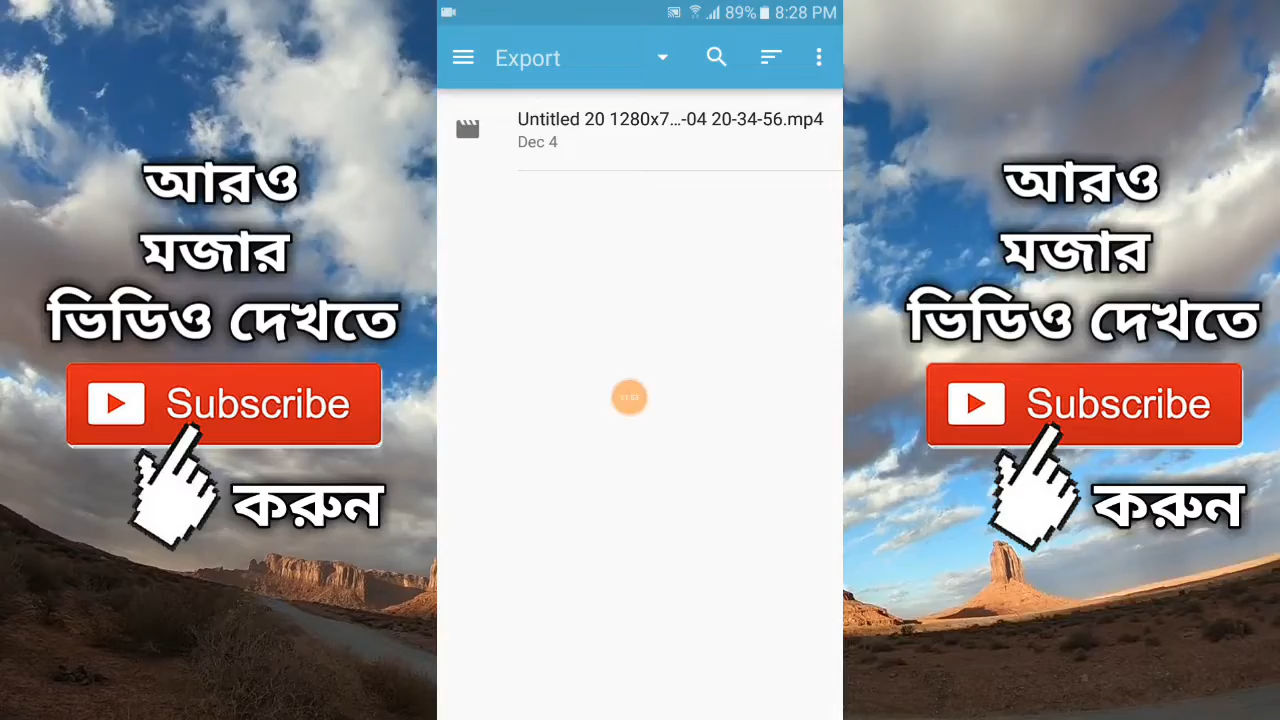 89% 8:28 PM
Export
Untitled 20 1280x7...-04 20-34-56.mp4
Dec 4
আরও
মজার
ভিডিও দেখতে
Subscribe
করুন
আরও
মজার
ভিডিও দেখতে
Subscribe
করুন